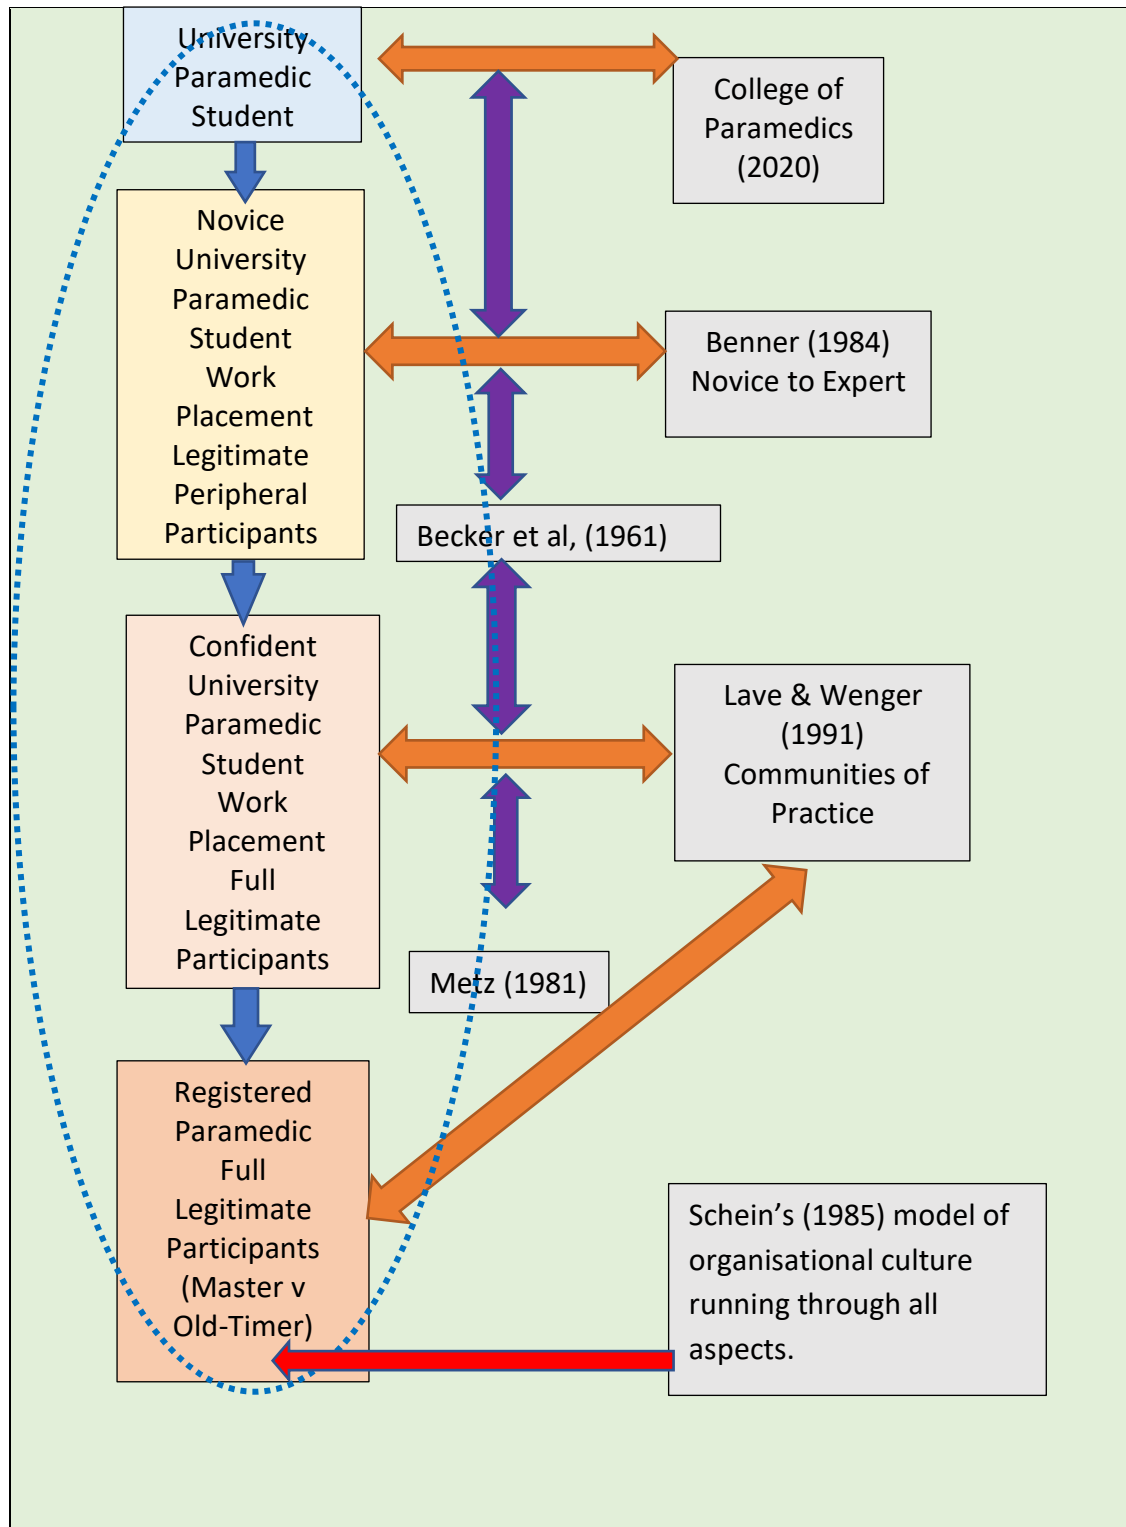 University
Paramedic
Student
College of
Paramedics
(2020)
Novice
University
Paramedic
Student
Work
Placement
Legitimate
Peripheral
Participants
Benner (1984)
Novice to Expert
Becker et al, (1961)
Confident
University
Paramedic
Student
Work
Placement
Full
Legitimate
Participants
Lave & Wenger
(1991)
Communities of
Practice
Metz (1981)
Registered
Paramedic
Full
Legitimate
Participants
(Master v
Old-Timer)
Schein’s (1985) model of
organisational culture
running through all
aspects.